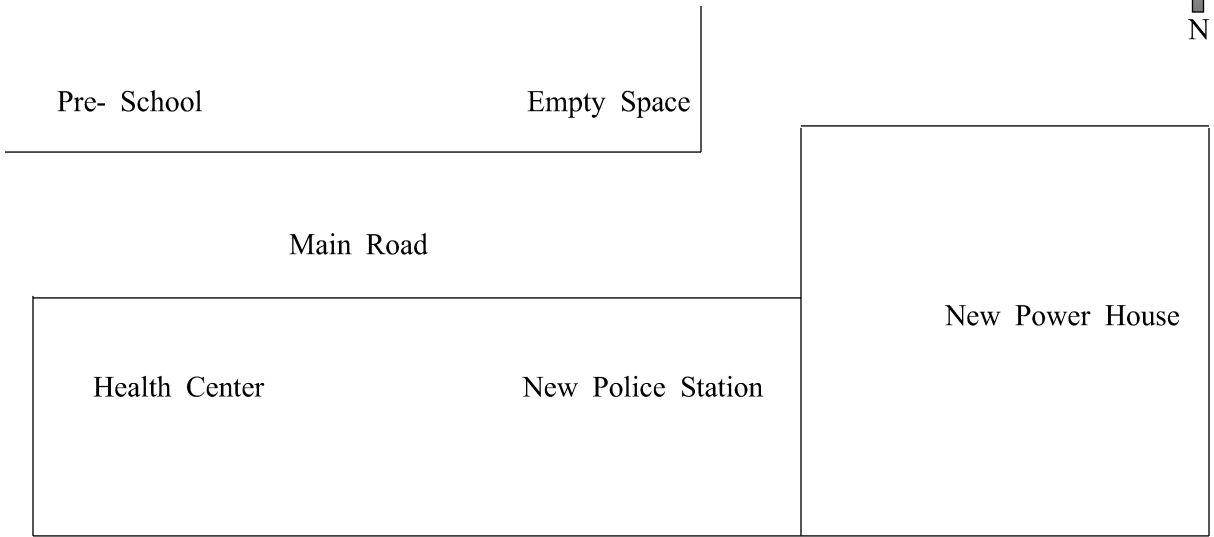 N
Pre- School
Empty Space
Main Road
New Power House
Health Center
New Police Station